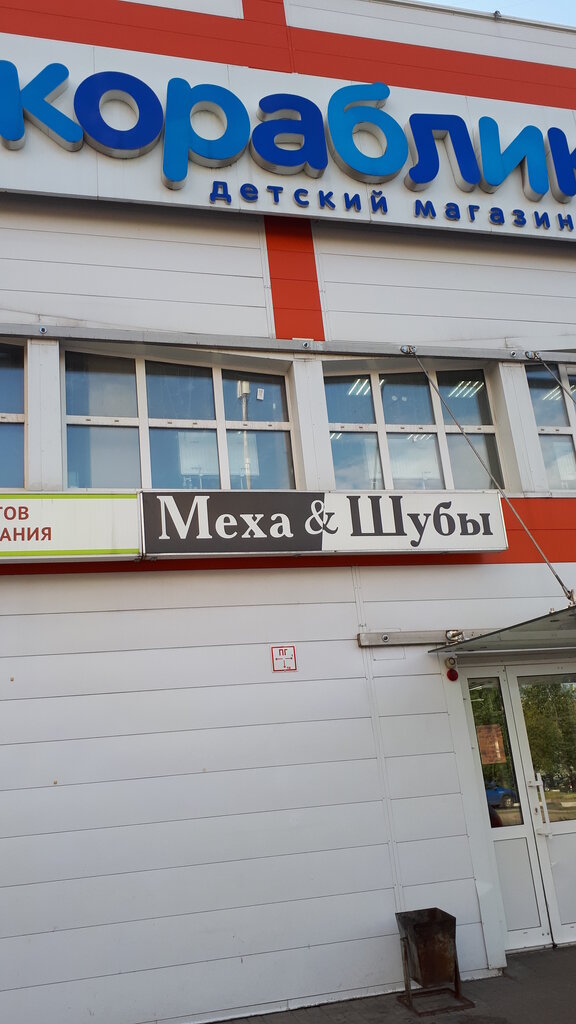 кораблик
детский магазин
ТОВ
АНИЯ
Меха & Шубы
ПГ